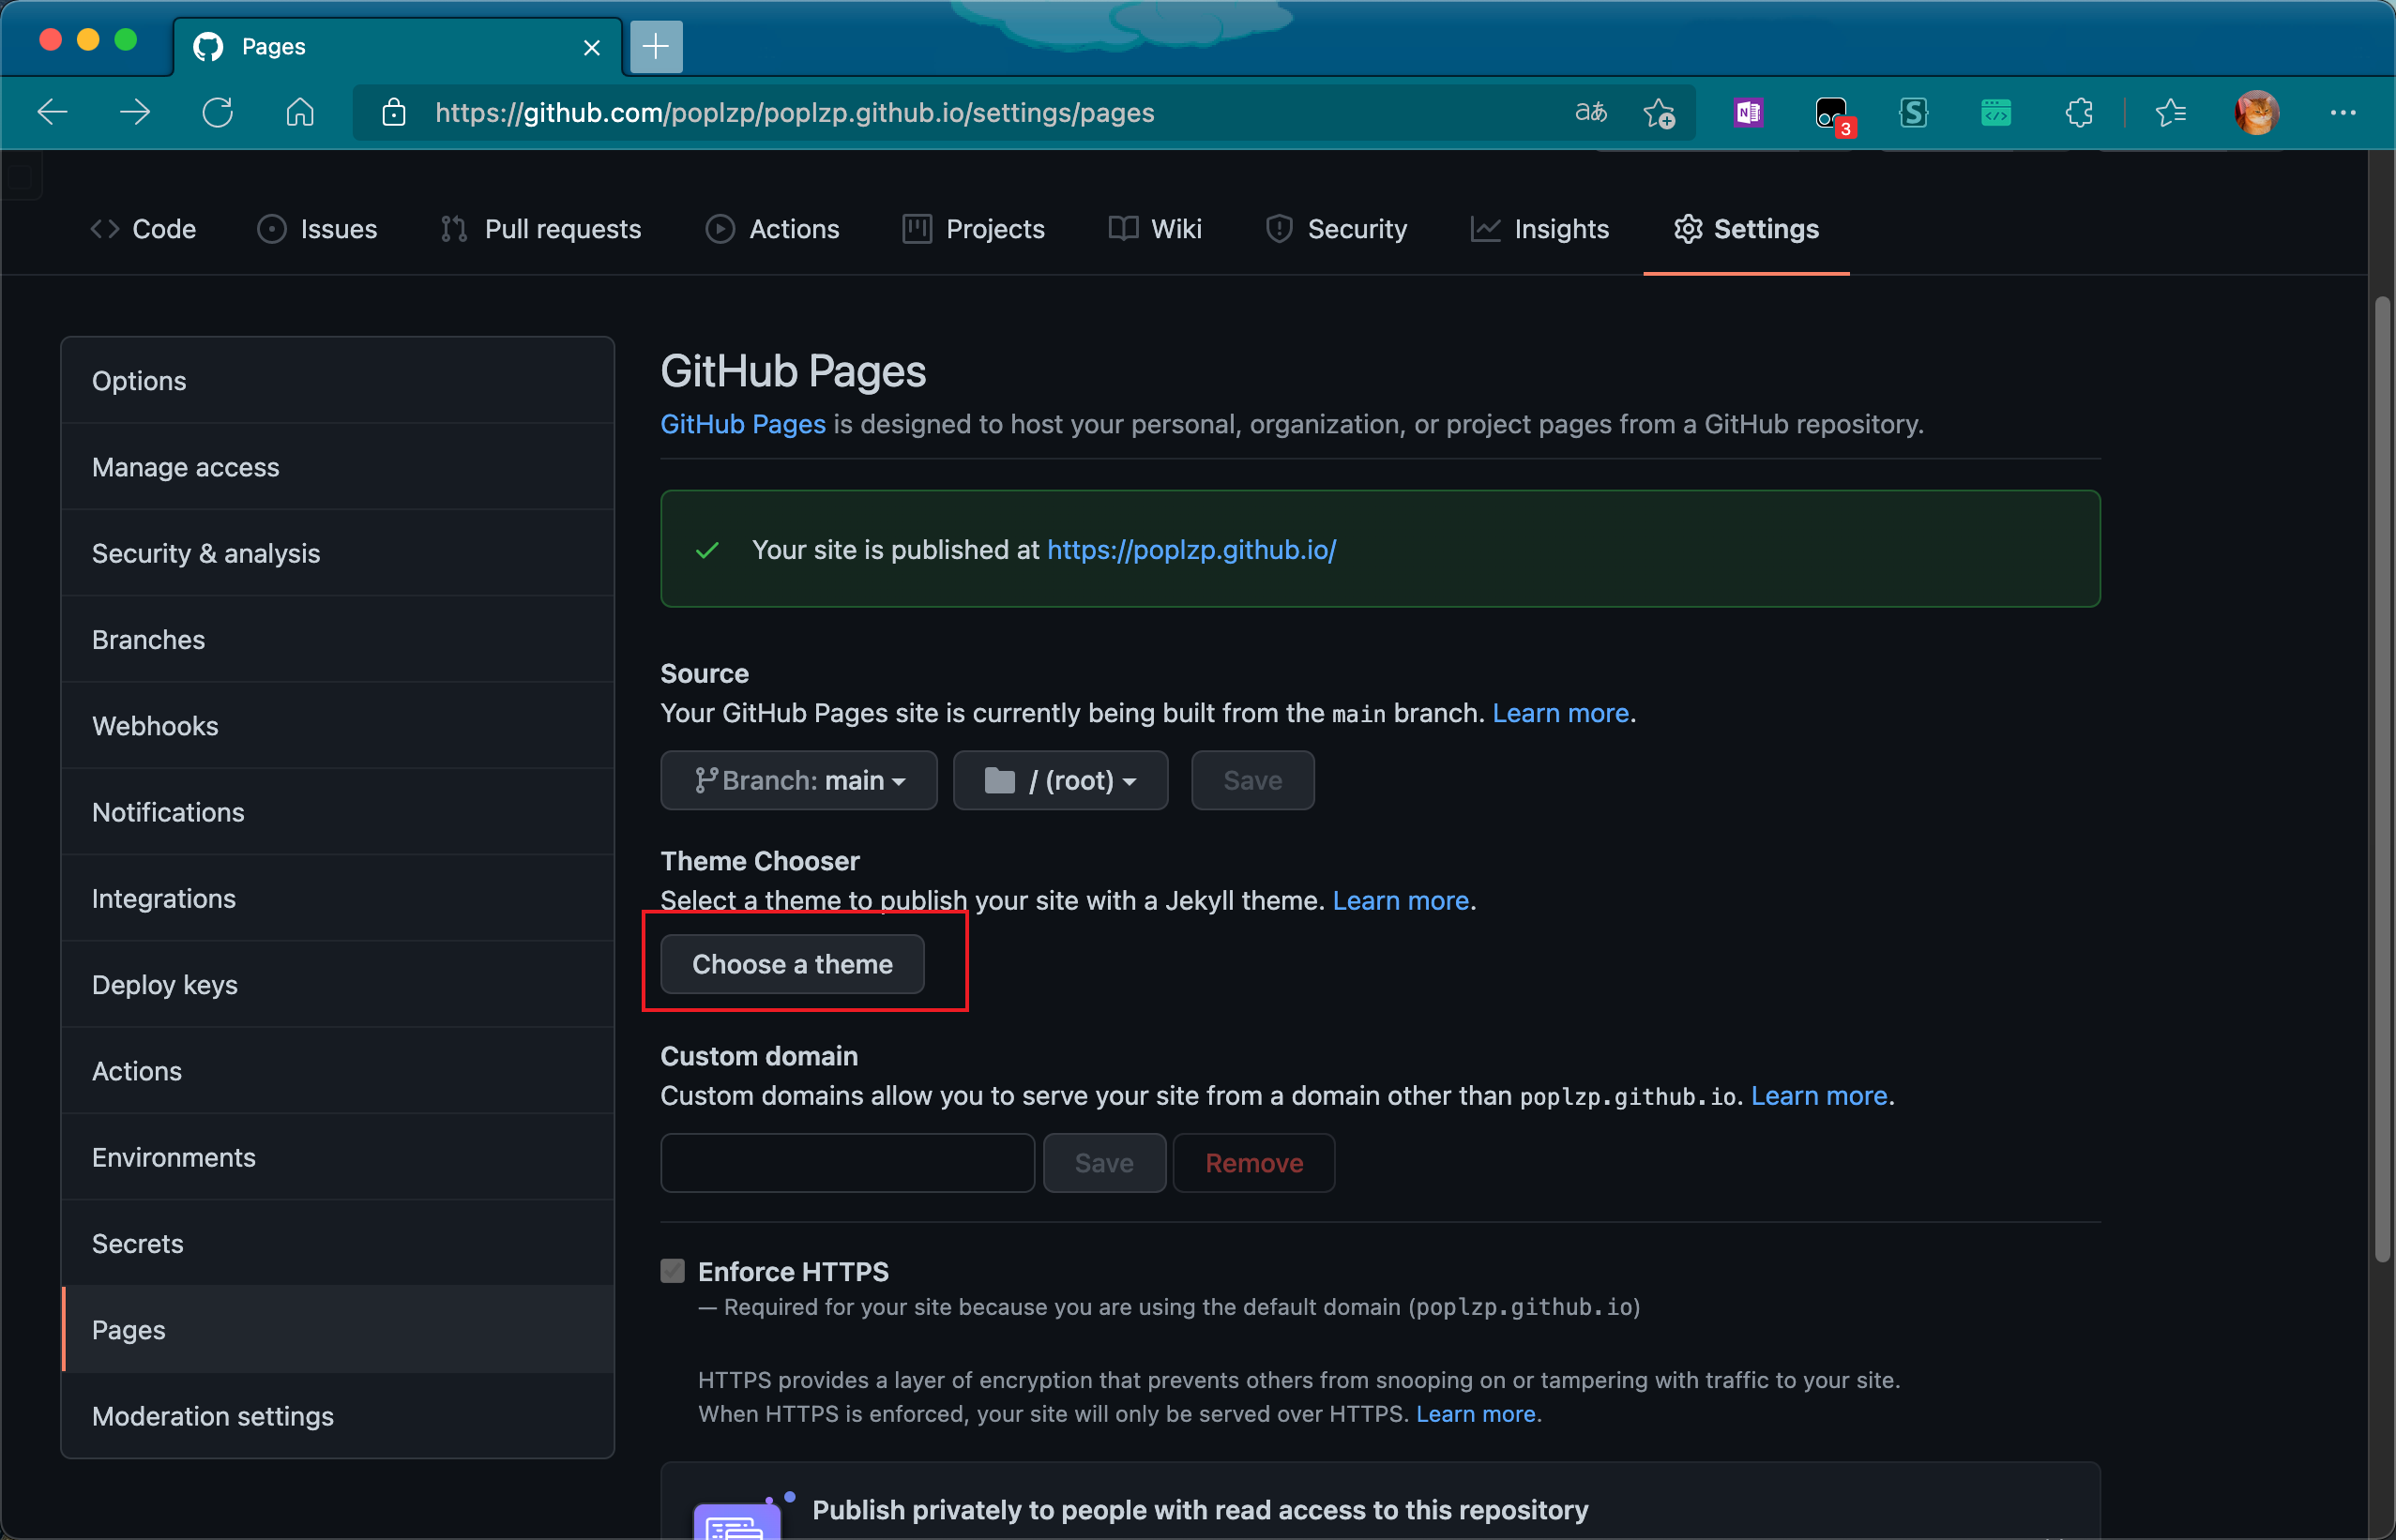 Pages
https://github.com/poplzp/poplzp.github.io/settings/pages
aあ
N
3
S
Code
Issues
Pull requests
Actions
Projects
Wiki
Security
Insights
Settings
Options
Manage access
Security & analysis
Branches
Webhooks
Notifications
Integrations
Deploy keys
Actions
Environments
Secrets
Pages
Moderation settings
GitHub Pages
GitHub Pages is designed to host your personal, organization, or project pages from a GitHub repository.
Your site is published at https://poplzp.github.io/
Source
Your GitHub Pages site is currently being built from the main branch. Learn more.
Branch: main
/ (root)
Save
Theme Chooser
Select a theme to publish your site with a Jekyll theme. Learn more.
Choose a theme
Custom domain
Custom domains allow you to serve your site from a domain other than poplzp.github.io. Learn more.
Save
Remove
Enforce HTTPS
— Required for your site because you are using the default domain (poplzp.github.io)
HTTPS provides a layer of encryption that prevents others from snooping on or tampering with traffic to your site.
When HTTPS is enforced, your site will only be served over HTTPS. Learn more.
Publish privately to people with read access to this repository